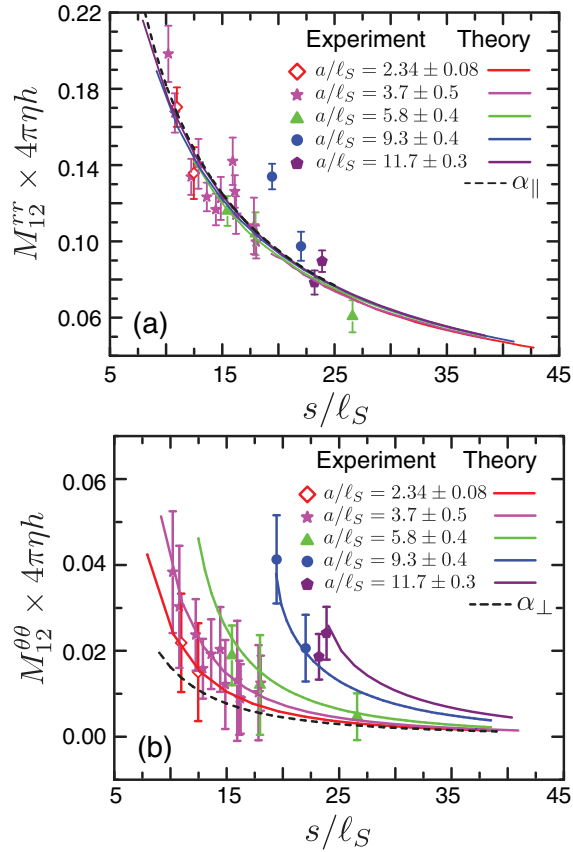 0.22
0.18
0.14
0.10
0.06
M₁₂ʳʳ × 4πηh
Experiment Theory
a/ℓ_S = 2.34 ± 0.08
a/ℓ_S = 3.7 ± 0.5
a/ℓ_S = 5.8 ± 0.4
a/ℓ_S = 9.3 ± 0.4
a/ℓ_S = 11.7 ± 0.3
α_∥
(a)
5 15 25 35 45
s/ℓ_S
0.06
0.04
0.02
0.00
M₁₂^θθ × 4πηh
Experiment Theory
a/ℓ_S = 2.34 ± 0.08
a/ℓ_S = 3.7 ± 0.5
a/ℓ_S = 5.8 ± 0.4
a/ℓ_S = 9.3 ± 0.4
a/ℓ_S = 11.7 ± 0.3
α_⊥
(b)
5 15 25 35 45
s/ℓ_S